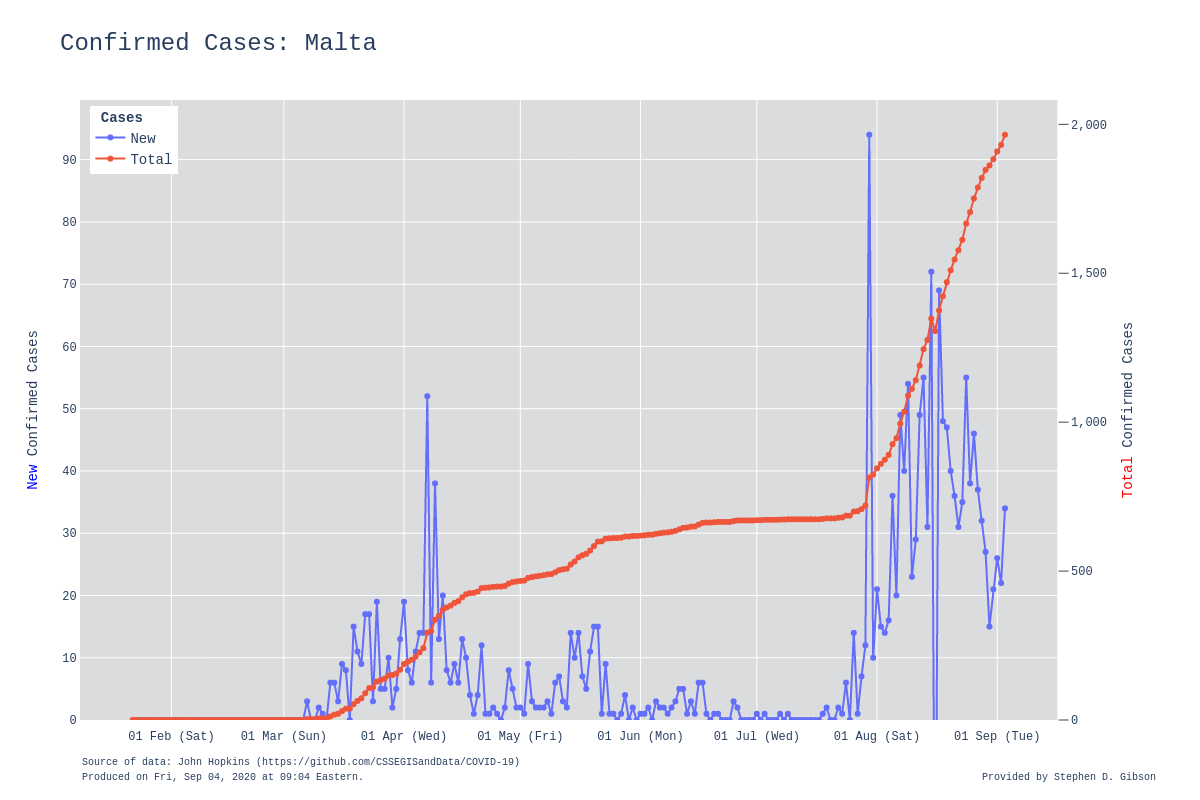 Confirmed Cases: Malta
Cases
New
Total
90
80
70
60
50
40
30
20
10
0
New Confirmed Cases
2,000
1,500
1,000
500
0
Total Confirmed Cases
01 Feb (Sat)
01 Mar (Sun)
01 Apr (Wed)
01 May (Fri)
01 Jun (Mon)
01 Jul (Wed)
01 Aug (Sat)
01 Sep (Tue)
Source of data: John Hopkins (https://github.com/CSSEGISandData/COVID-19)
Produced on Fri, Sep 04, 2020 at 09:04 Eastern.
Provided by Stephen D. Gibson